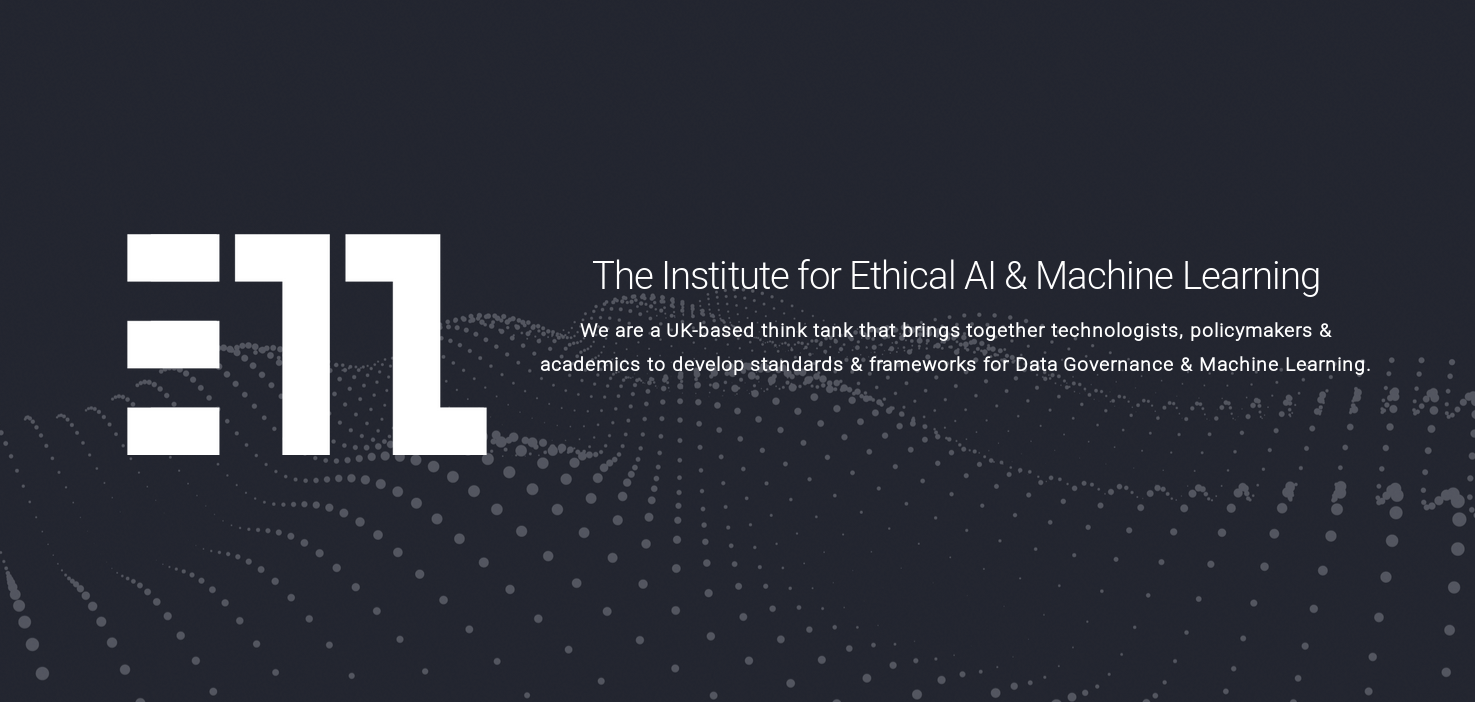 The Institute for Ethical AI & Machine Learning
We are a UK-based think tank that brings together technologists, policymakers &
academics to develop standards & frameworks for Data Governance & Machine Learning.